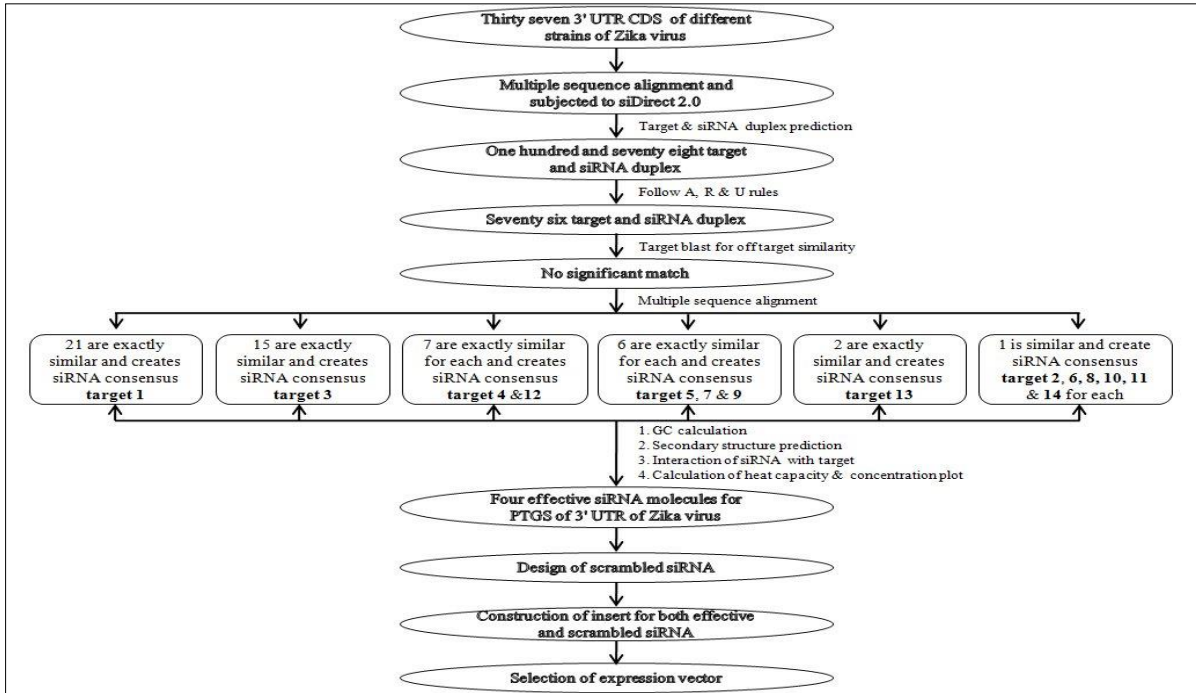 Thirty seven 3' UTR CDS of different
strains of Zika virus
Multiple sequence alignment and
subjected to siDirect 2.0
Target & siRNA duplex prediction
One hundred and seventy eight target
and siRNA duplex
Follow A, R & U rules
Seventy six target and siRNA duplex
Target blast for off target similarity
No significant match
Multiple sequence alignment
21 are exactly
similar and creates
siRNA consensus
target 1
15 are exactly
similar and creates
siRNA consensus
target 3
7 are exactly similar
for each and creates
siRNA consensus
target 4 &12
6 are exactly similar
for each and creates
siRNA consensus
target 5, 7 & 9
2 are exactly
similar and creates
siRNA consensus
target 13
1 is similar and create
siRNA consensus
target 2, 6, 8, 10, 11
& 14 for each
1. GC calculation
2. Secondary structure prediction
3. Interaction of siRNA with target
4. Calculation of heat capacity & concentration plot
Four effective siRNA molecules for
PTGS of 3' UTR of Zika virus
Design of scrambled siRNA
Construction of insert for both effective
and scrambled siRNA
Selection of expression vector